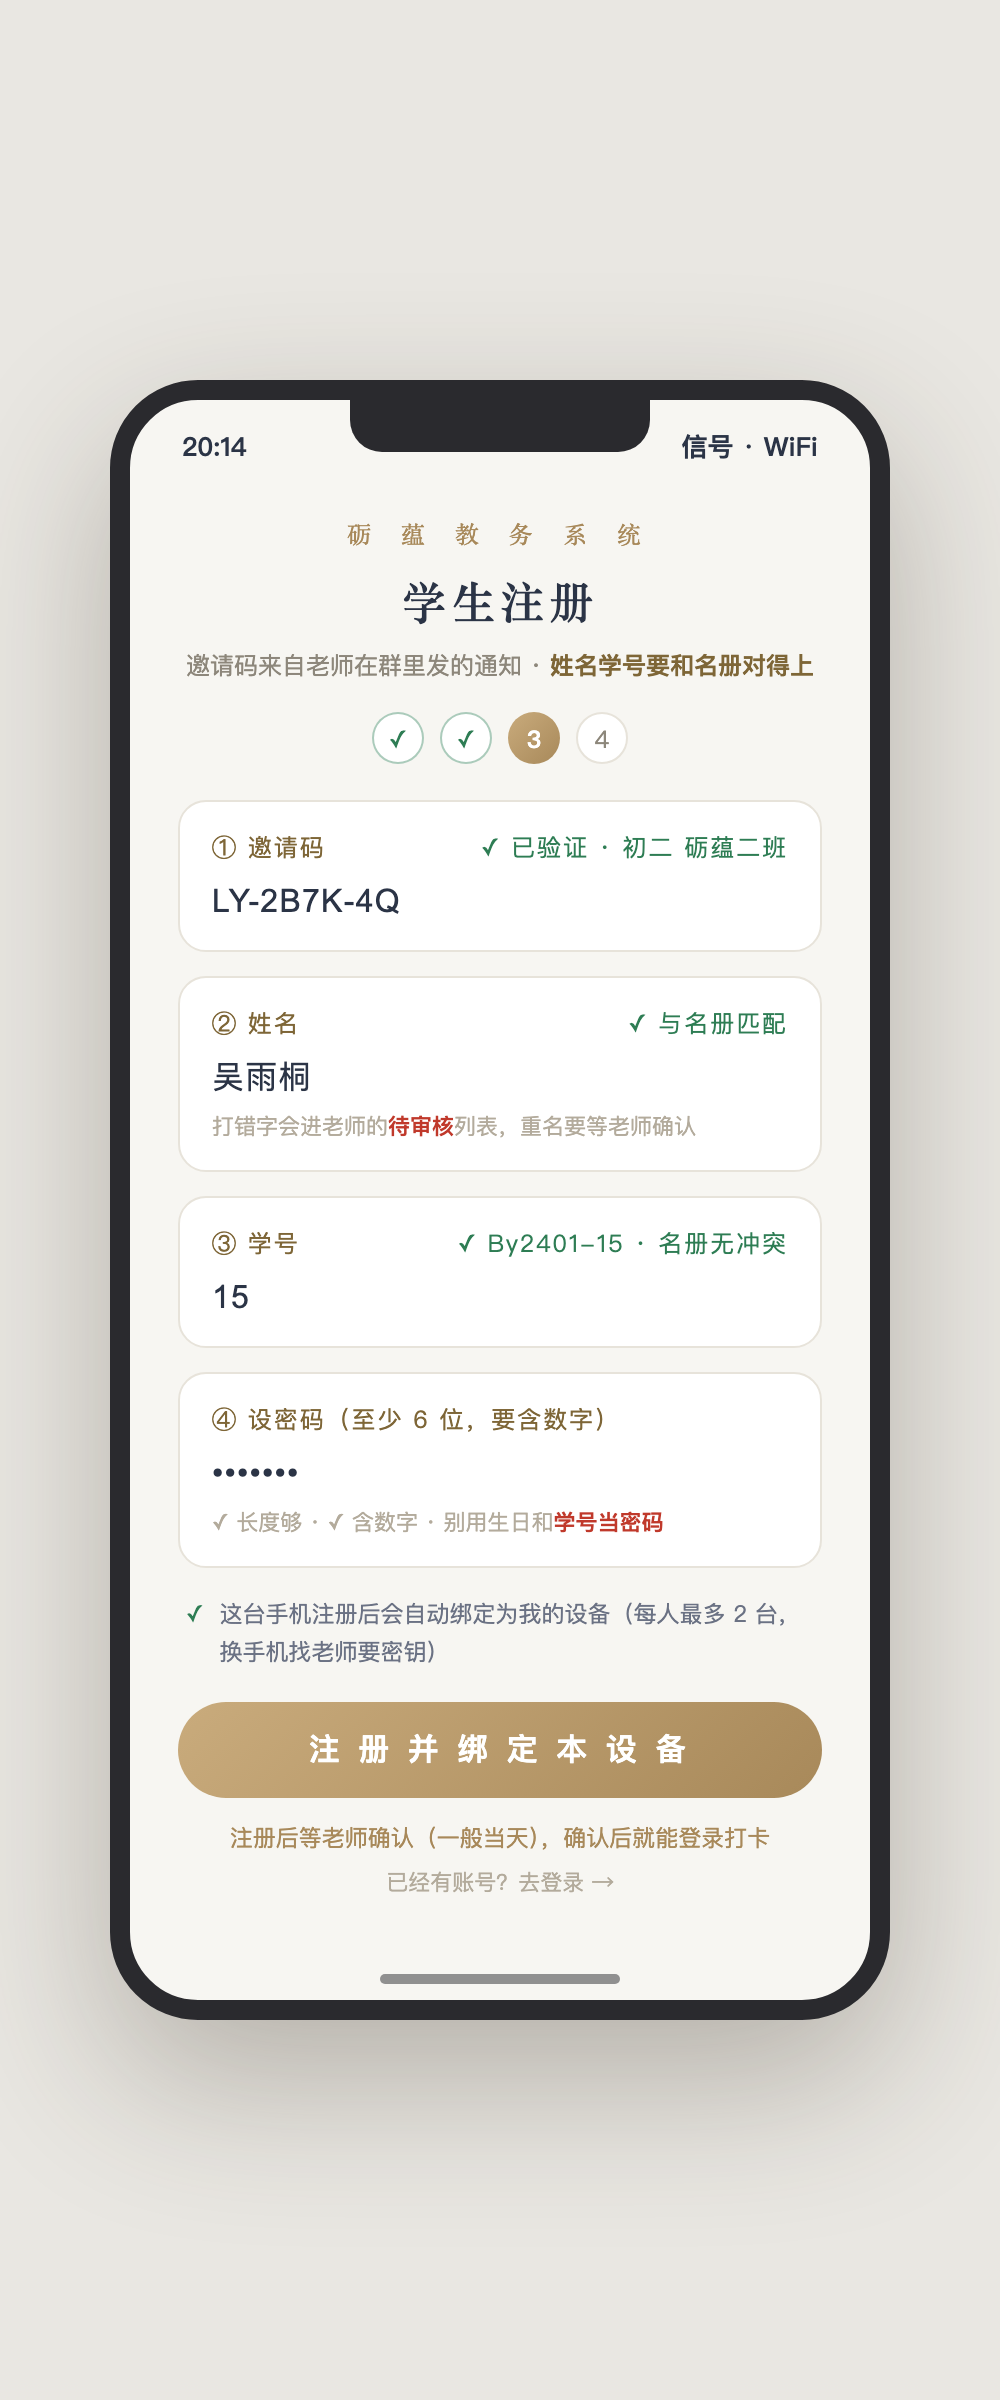 20:14
信号 · WiFi
砺蕴教务系统
学生注册
邀请码来自老师在群里发的通知 · 姓名学号要和名册对得上
✓ ✓ 3 4
① 邀请码
✓ 已验证 · 初二 砺蕴二班
LY-2B7K-4Q
② 姓名
✓ 与名册匹配
吴雨桐
打错字会进老师的待审核列表，重名要等老师确认
③ 学号
✓ By2401-15 · 名册无冲突
15
④ 设密码（至少 6 位，要含数字）
•••••••
✓ 长度够 · ✓ 含数字 · 别用生日和学号当密码
✓ 这台手机注册后会自动绑定为我的设备（每人最多 2 台，
换手机找老师要密钥）
注册并绑定本设备
注册后等老师确认（一般当天），确认后就能登录打卡
已经有账号？去登录 →